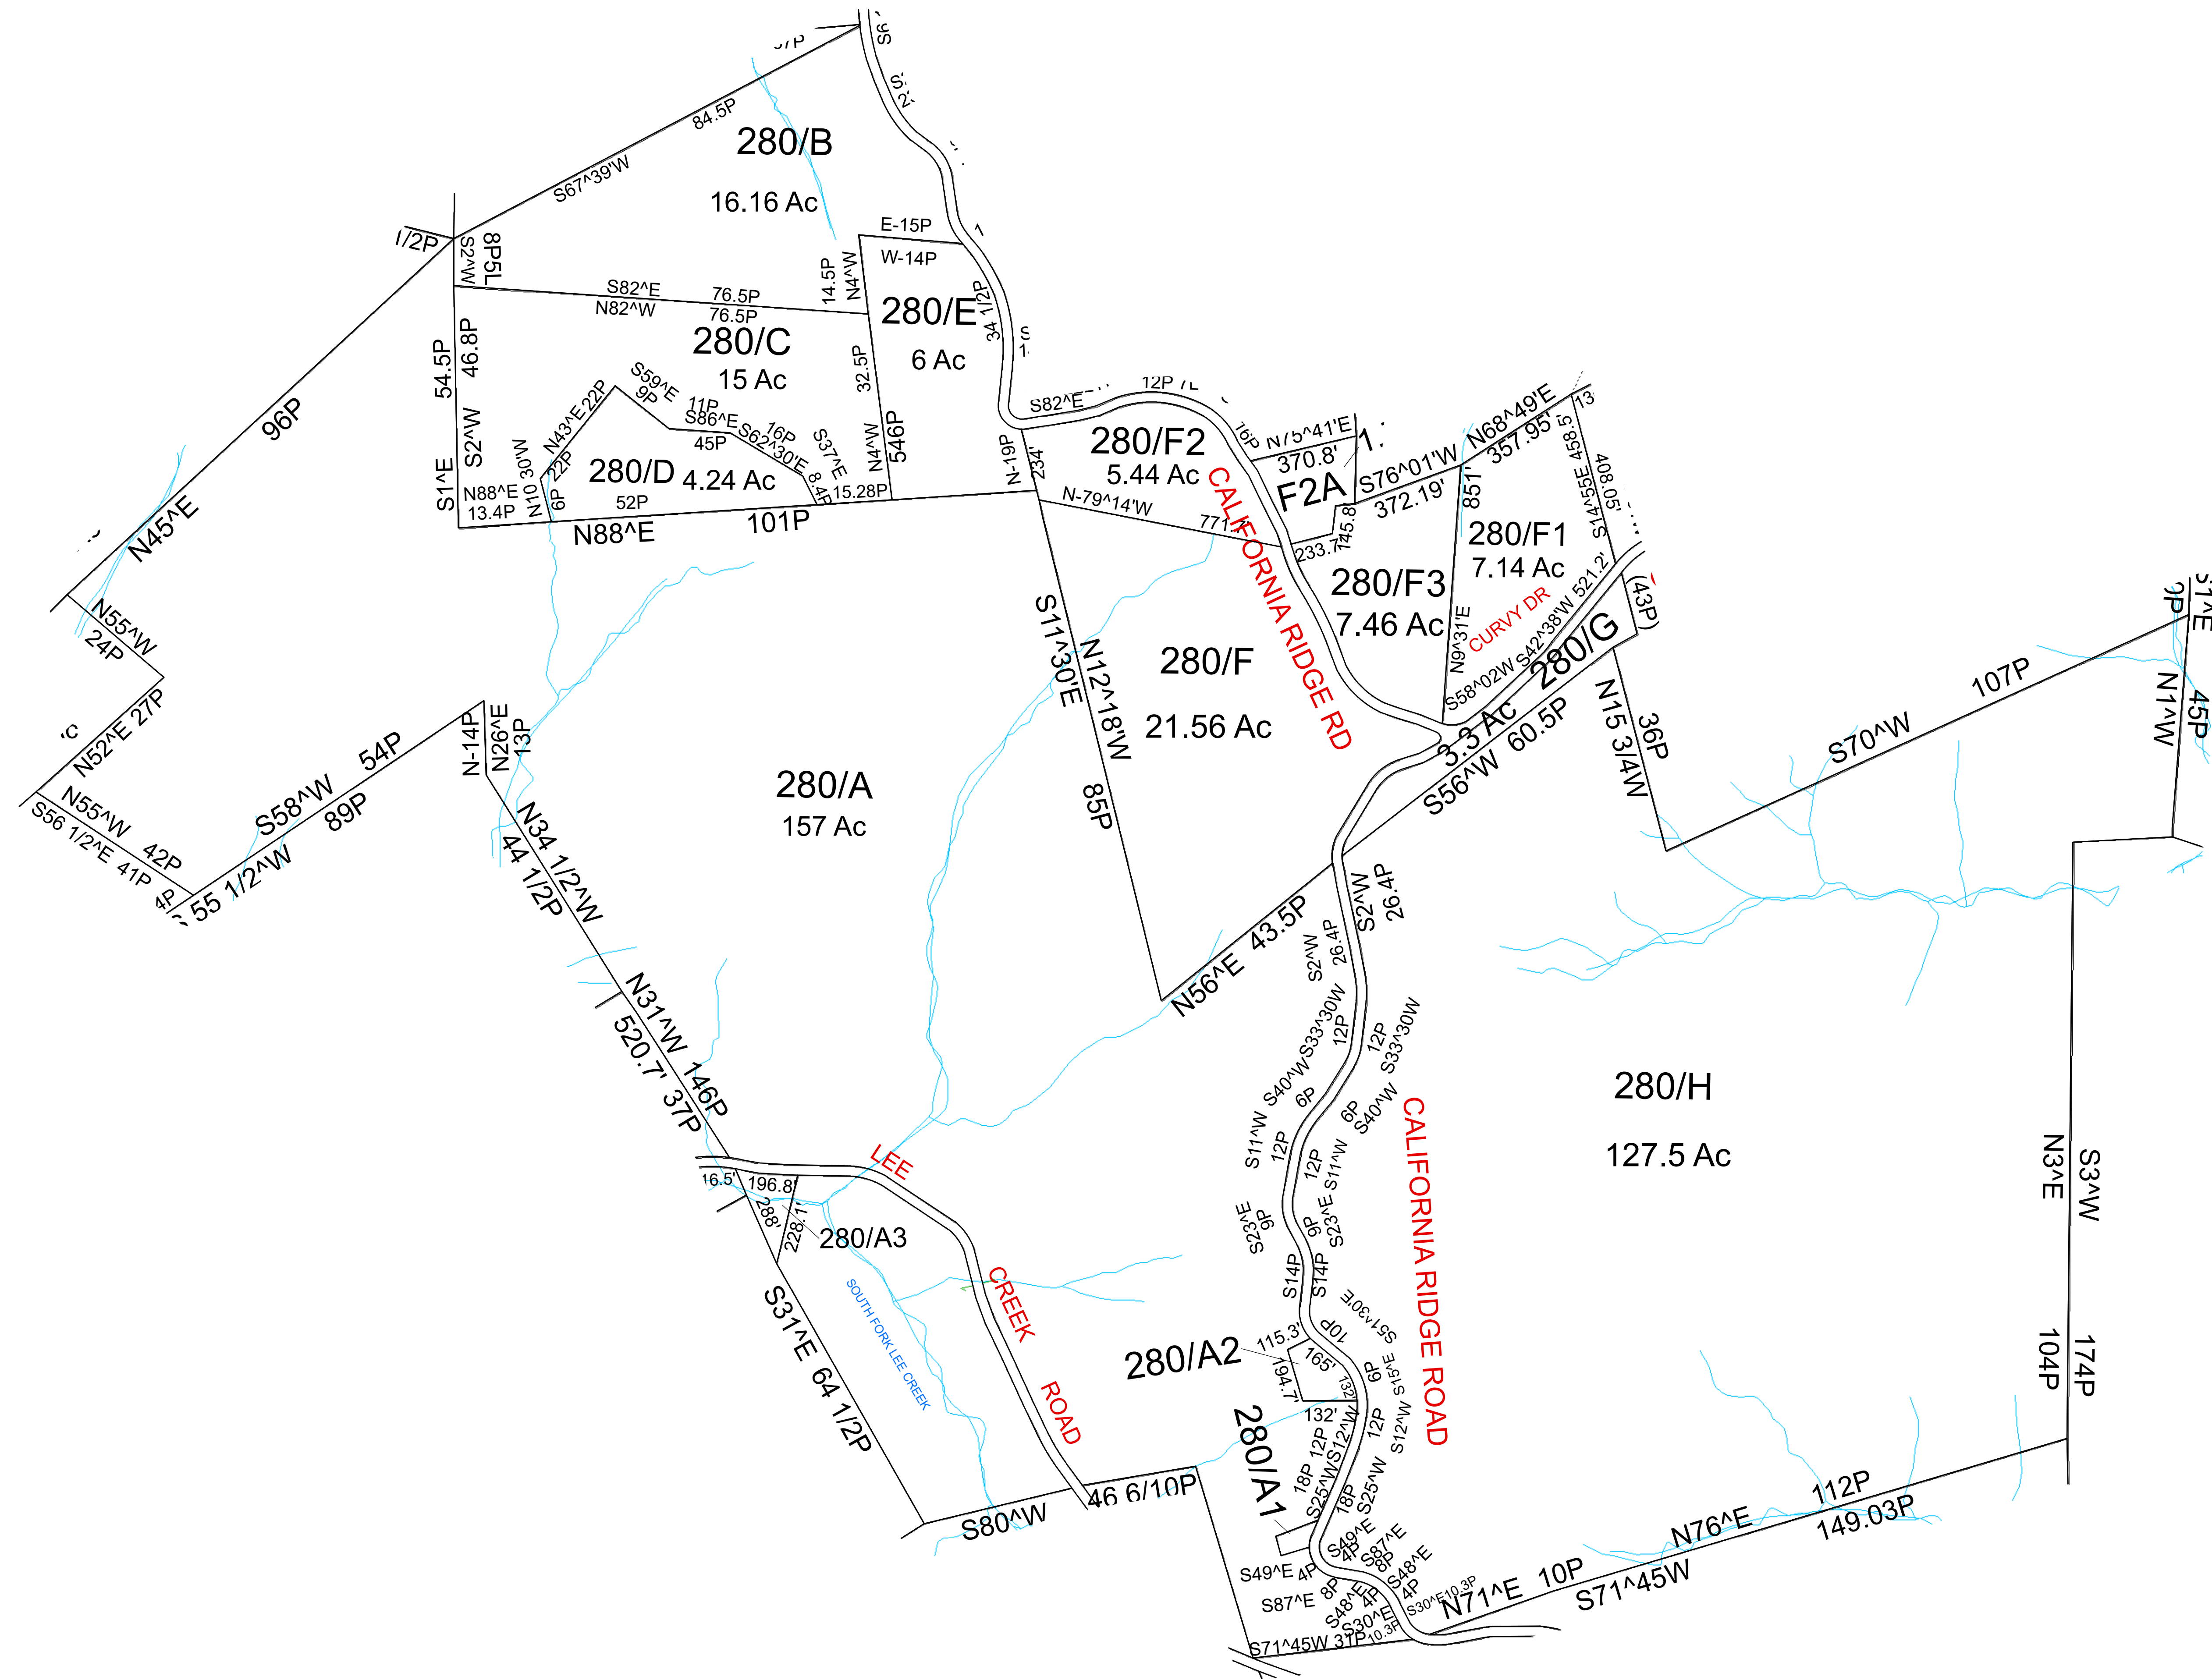 84.5P
S67^39'W
280/B
16.16 Ac
E-15P
W-14P
1/2P
S2^W
8P5L
S82^E 76.5P
N82^W 76.5P
14.5P
N4^W
280/E
6 Ac
34 1/2P
280/C
15 Ac
54.5P
46.8P
S2^W
S1^E
32.5P
N4^W
546P
S59^E
9P
11P
S86^E
45P
16P
S62^30'E
S37^E
8.4P
15.28P
N43^E 22P
22P
N10 30'W
6P
280/D 4.24 Ac
52P
N88^E
13.4P
N88^E 101P
96P
N45^E
N55^W
24P
N52^E 27P
N55^W 42P
S56 1/2^E 41P
4P
S58^W 54P
89P
55 1/2^W
N-14P
N26^E
13P
N34 1/2^W
44 1/2P
N31^W 146P
520.7' 37P
280/A
157 Ac
S82^E
12P 7L
16P
N-19P
234'
280/F2
5.44 Ac
N-79^14'W
771.
N75^41'E
370.8'
F2A
S76^01'W
372.19'
N68^49'E
357.95'
13
145.8'
233.7
280/F3
7.46 Ac
851'
N9^31'E
280/F1
7.14 Ac
S14^55E 458.5'
408.05'
CURVY DR
S58^02W S42^38"W 521.2'
280/G
3.3 Ac
(43P)
CALIFORNIA RIDGE RD
S11^30'E
N12^18"W
85P
280/F
21.56 Ac
S56^W 60.5P
N15 3/4W
36P
S70^W 107P
9P
N1^W
45P
N56^E 43.5P
S2^W
26.4P
S2^W
26.4P
S33^30W
12P
12P
S33^30W
S40^W
6P
6P
S40^W
S11^W
12P
12P
S11^W
S23^E
9P
9P
S23^E
S14P
S14P
S51^30'E
10P
CALIFORNIA RIDGE ROAD
280/H
127.5 Ac
N3^E
S3^W
104P
174P
LEE
CREEK
ROAD
16.5'
196.8'
288'
228.1'
280/A3
SOUTH FORK LEE CREEK
S31^E 64 1/2P
S80^W
46 6/10P
280/A2
115.3'
165'
194.7'
132'
132'
6P
S15^E
12P
S12^W
12P
S12^W
18P
S25^W
18P
S25^W
280/A1
S49^E
4P
S87^E
8P
S48^E
4P
S49^E
4P
S87^E
8P
S48^E
4P
S30^E
10.3P
S30^E10.3P
S71^45W 31P
N71^E 10P
N76^E 112P
S71^45W 149.03P